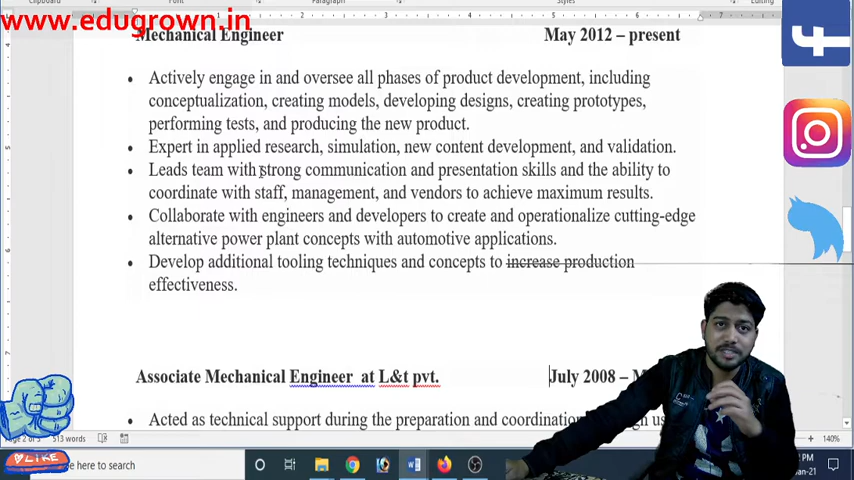 www.edugrown.in
Mechanical Engineer May 2012 – present
Actively engage in and oversee all phases of product development, including
conceptualization, creating models, developing designs, creating prototypes,
performing tests, and producing the new product.
Expert in applied research, simulation, new content development, and validation.
Leads team with strong communication and presentation skills and the ability to
coordinate with staff, management, and vendors to achieve maximum results.
Collaborate with engineers and developers to create and operationalize cutting-edge
alternative power plant concepts with automotive applications.
Develop additional tooling techniques and concepts to increase production
effectiveness.
Associate Mechanical Engineer at L&t pvt. July 2008 –
Acted as technical support during the preparation and coordination
513 words
140%
LIKE
here to search